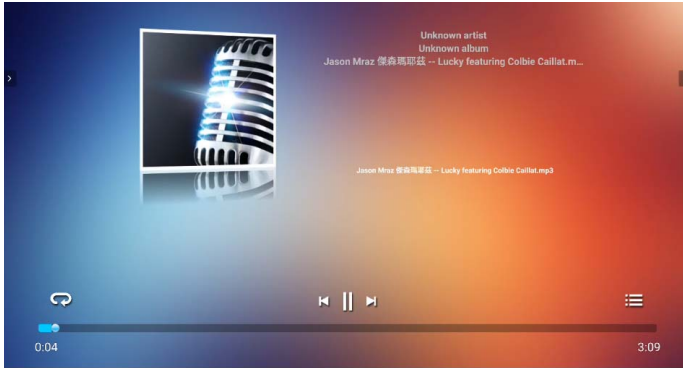 Unknown artist
Unknown album
Jason Mraz 傑森瑪耶茲 -- Lucky featuring Colbie Caillat.m...
Jason Mraz 傑森瑪耶茲 -- Lucky featuring Colbie Caillat.mp3
0:04
3:09